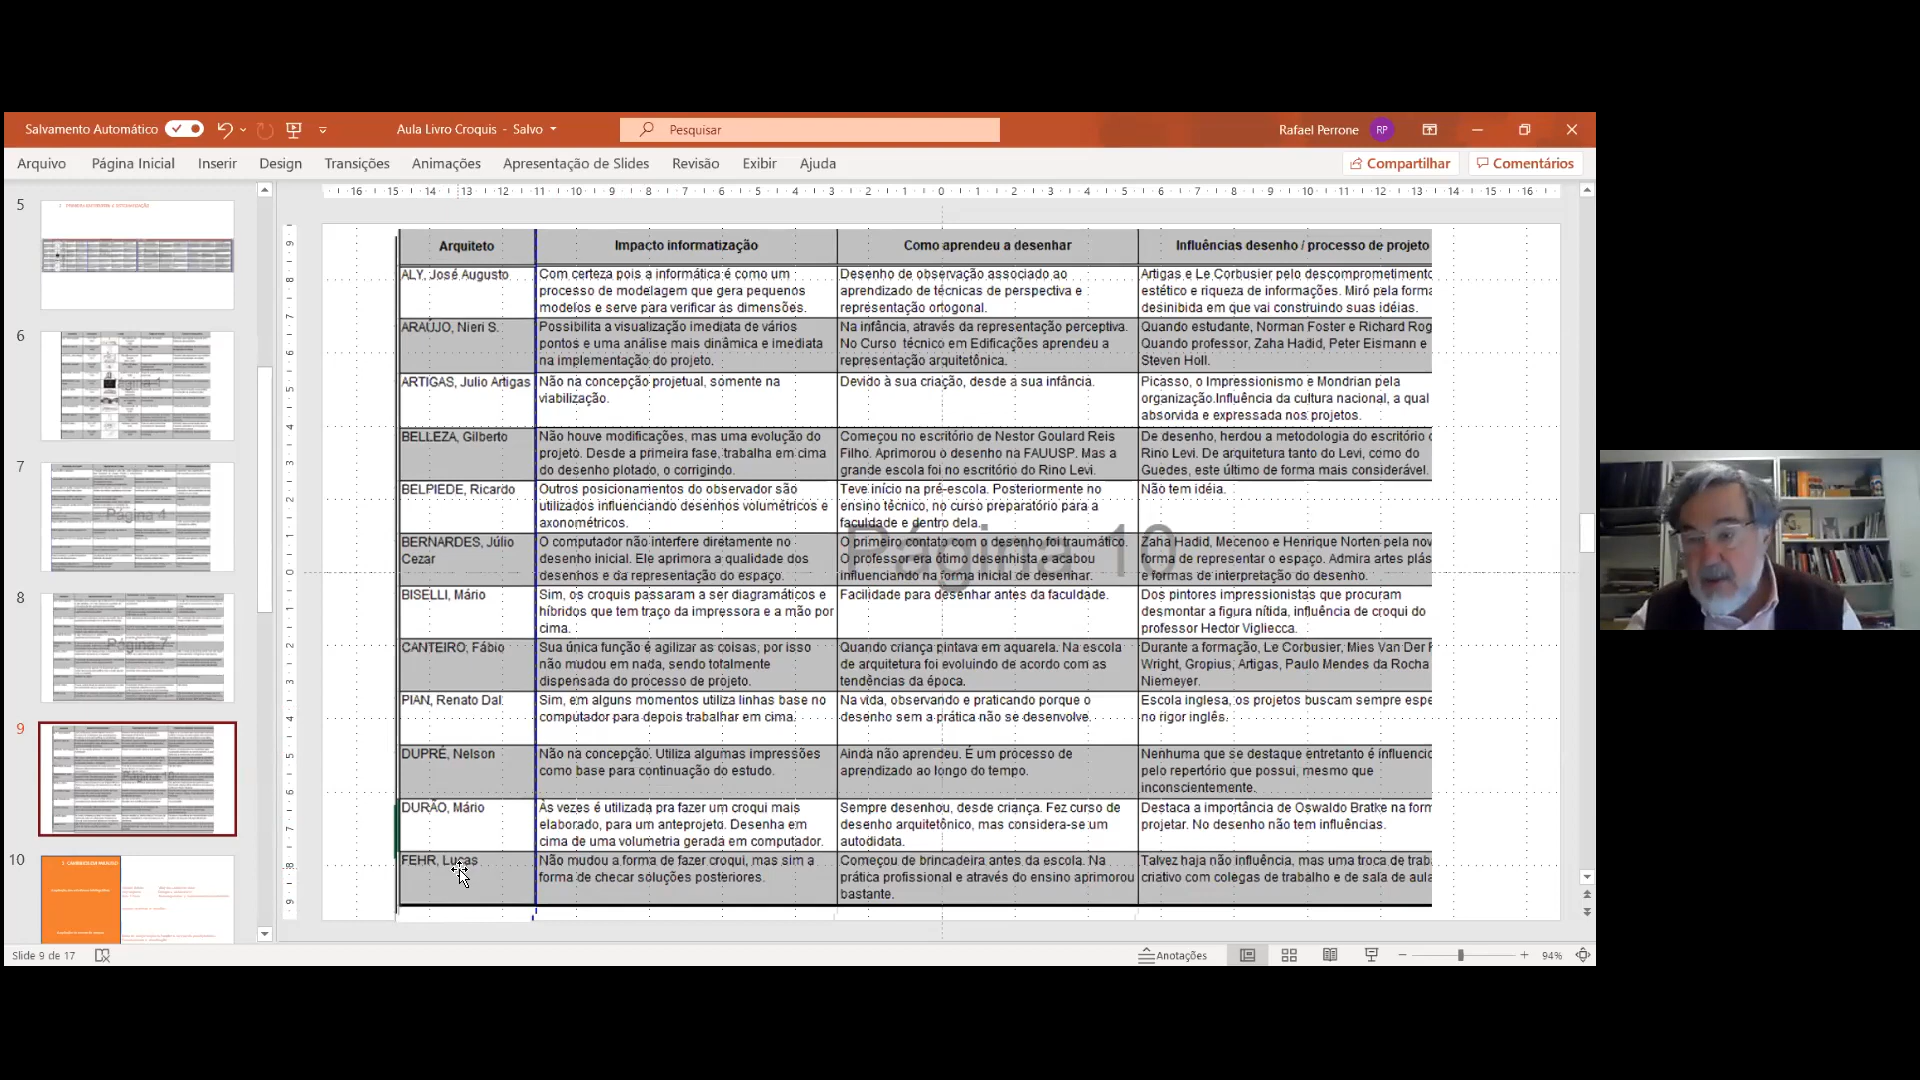 Salvamento Automático
Aula Livro Croquis - Salvo
Pesquisar
Rafael Perrone
RP
Arquivo
Página Inicial
Inserir
Design
Transições
Animações
Apresentação de Slides
Revisão
Exibir
Ajuda
Compartilhar
Comentários
5
6
7
8
9
10
Arquiteto
Impacto informatização
Como aprendeu a desenhar
Influências desenho / processo de projeto
ALY, José Augusto
Com certeza pois a informática é como um
processo de modelagem que gera pequenos
modelos e serve para verificar as dimensões.
Desenho de observação associado ao
aprendizado de técnicas de perspectiva e
representação ortogonal.
Artigas e Le Corbusier pelo descomprometimento
estético e riqueza de informações. Miró pela forma
desinibida em que vai construindo suas idéias.
ARAÚJO, Nieri S.
Possibilita a visualização imediata de vários
pontos e uma análise mais dinâmica e imediata
na implementação do projeto.
Na infância, através da representação perceptiva.
No Curso técnico em Edificações aprendeu a
representação arquitetônica.
Quando estudante, Norman Foster e Richard Rog
Quando professor, Zaha Hadid, Peter Eismann e
Steven Holl.
ARTIGAS, Julio Artigas
Não na concepção projetual, somente na
viabilização.
Devido à sua criação, desde a sua infância.
Picasso, o Impressionismo e Mondrian pela
organização.Influência da cultura nacional, a qual
absorvida e expressada nos projetos.
BELLEZA, Gilberto
Não houve modificações, mas uma evolução do
projeto. Desde a primeira fase, trabalha em cima
do desenho plotado, o corrigindo.
Começou no escritório de Nestor Goulard Reis
Filho. Aprimorou o desenho na FAUUSP. Mas a
grande escola foi no escritório do Rino Levi.
De desenho, herdou a metodologia do escritório
Rino Levi. De arquitetura tanto do Levi, como do
Guedes, este último de forma mais considerável.
BELPIEDE, Ricardo
Outros posicionamentos do observador são
utilizados influenciando desenhos volumétricos e
axonométricos.
Teve início na pré-escola. Posteriormente no
ensino técnico, no curso preparatório para a
faculdade e dentro dela.
Não tem idéia.
BERNARDES, Júlio
Cezar
O computador não interfere diretamente no
desenho inicial. Ele aprimora a qualidade dos
desenhos e da representação do espaço.
O primeiro contato com o desenho foi traumático.
O professor era ótimo desenhista e acabou
influenciando na forma inicial de desenhar.
Zaha Hadid, Mecenoo e Henrique Norten pela nov
forma de representar o espaço. Admira artes plás
e formas de interpretação do desenho.
BISELLI, Mário
Sim, os croquis passaram a ser diagramáticos e
híbridos que tem traço da impressora e a mão por
cima.
Facilidade para desenhar antes da faculdade.
Dos pintores impressionistas que procuram
desmontar a figura nítida, influência de croqui do
professor Hector Vigliecca.
CANTEIRO, Fábio
Sua única função é agilizar as coisas, por isso
não mudou em nada, sendo totalmente
dispensada do processo de projeto.
Quando criança pintava em aquarela. Na escola
de arquitetura foi evoluindo de acordo com as
tendências da época.
Durante a formação, Le Corbusier, Mies Van Der
Wright, Gropius, Artigas, Paulo Mendes da Rocha
Niemeyer.
PIAN, Renato Dal
Sim, em alguns momentos utiliza linhas base no
computador para depois trabalhar em cima.
Na vida, observando e praticando porque o
desenho sem a prática não se desenvolve.
Escola inglesa, os projetos buscam sempre espe
no rigor inglês.
DUPRÉ, Nelson
Não na concepção. Utiliza algumas impressões
como base para continuação do estudo.
Ainda não aprendeu. É um processo de
aprendizado ao longo do tempo.
Nenhuma que se destaque entretanto é influenci
pelo repertório que possui, mesmo que
inconscientemente.
DURÃO, Mário
Às vezes é utilizada pra fazer um croqui mais
elaborado, para um anteprojeto. Desenha em
cima de uma volumetria gerada em computador.
Sempre desenhou, desde criança. Fez curso de
desenho arquitetônico, mas considera-se um
autodidata.
Destaca a importância de Oswaldo Bratke na form
projetar. No desenho não tem influências.
FEHR, Lucas
Não mudou a forma de fazer croqui, mas sim a
forma de checar soluções posteriores.
Começou de brincadeira antes da escola. Na
prática profissional e através do ensino aprimorou
bastante.
Talvez haja não influência, mas uma troca de trab
criativo com colegas de trabalho e de sala de aula
Página 10
Slide 9 de 17
Anotações
94%